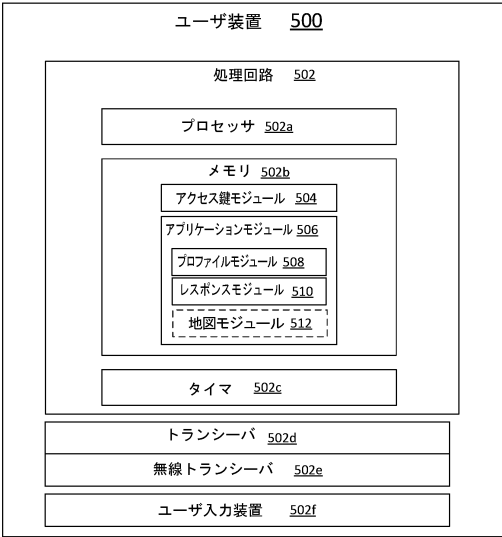 ユーザ装置 500
処理回路 502
プロセッサ 502a
メモリ 502b
アクセス鍵モジュール 504
アプリケーションモジュール 506
プロファイルモジュール 508
レスポンスモジュール 510
地図モジュール 512
タイマ 502c
トランシーバ 502d
無線トランシーバ 502e
ユーザ入力装置 502f